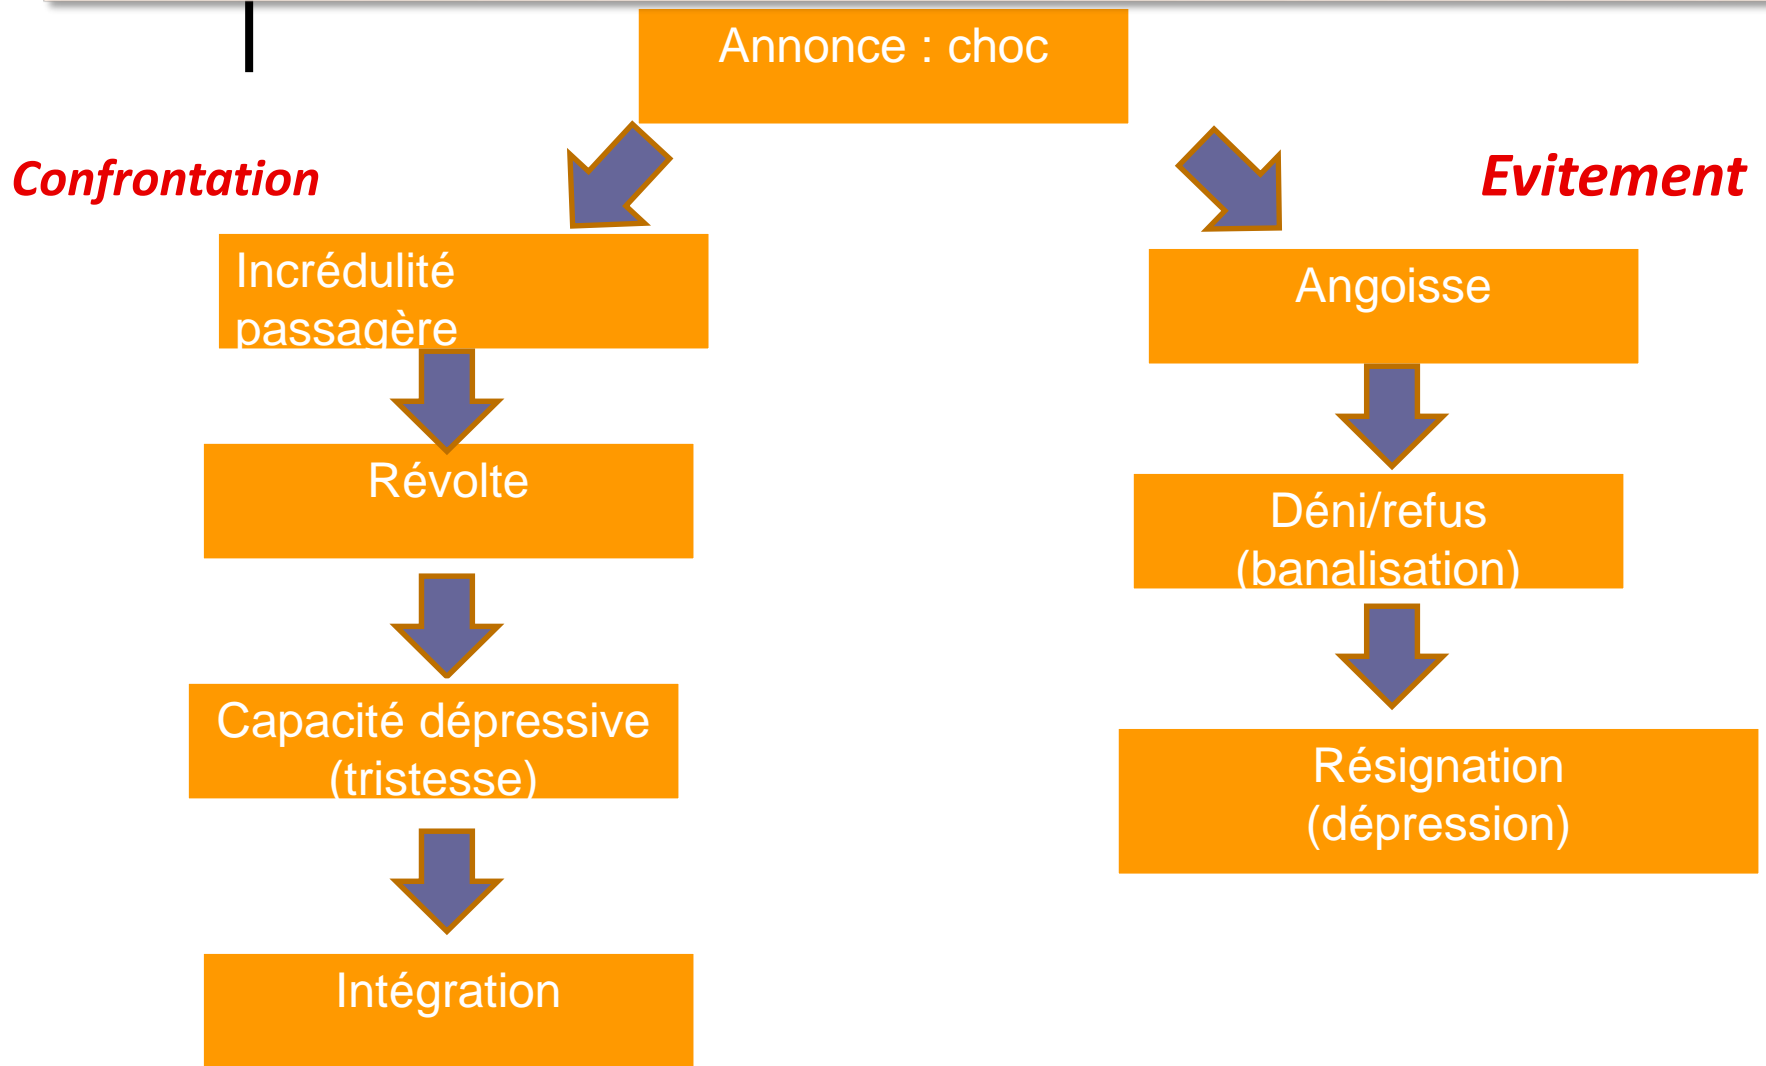 Annonce : choc
Confrontation
Evitement
Incrédulité
passagère
Angoisse
Révolte
Déni/refus
(banalisation)
Capacité dépressive
(tristesse)
Résignation
(dépression)
Intégration